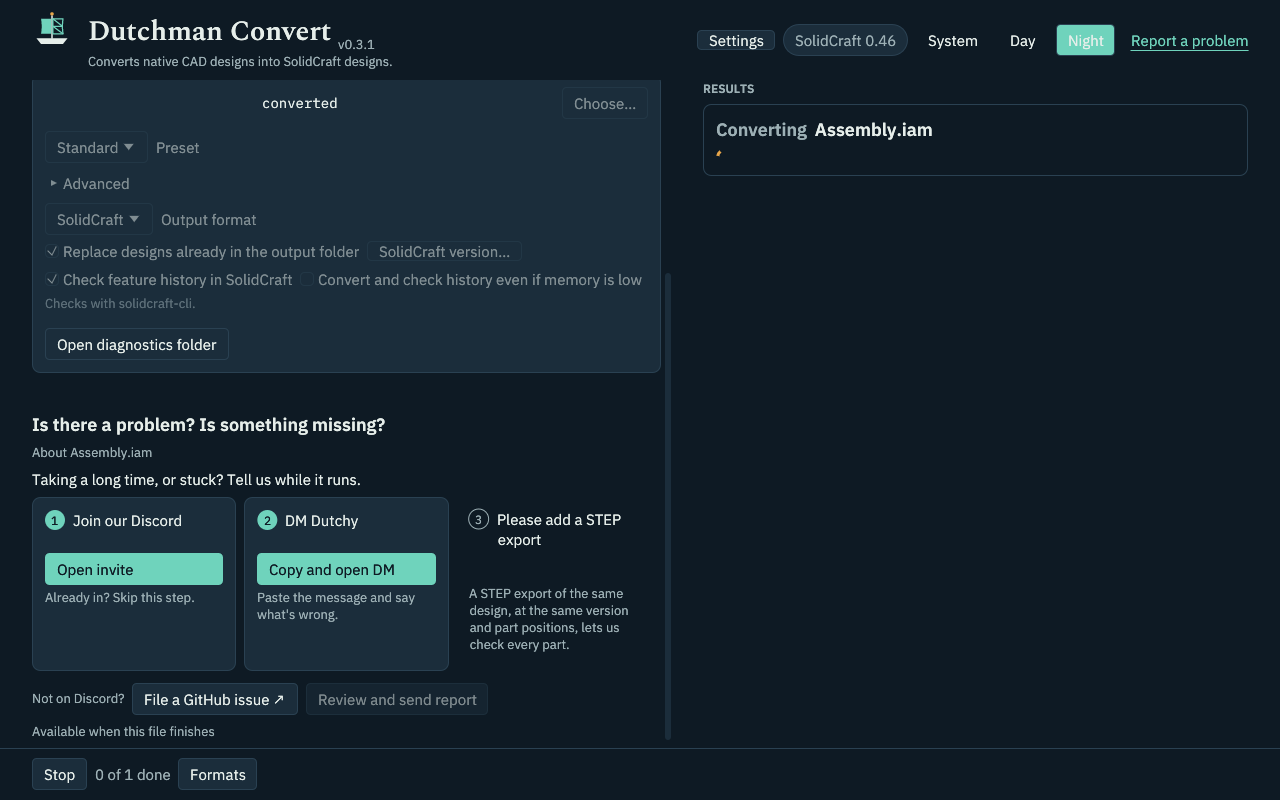 Dutchman Convert v0.3.1
Converts native CAD designs into SolidCraft designs.
Settings
SolidCraft 0.46
System
Day
Night
Report a problem
converted
Choose...
Standard
Preset
Advanced
SolidCraft
Output format
Replace designs already in the output folder
SolidCraft version...
Check feature history in SolidCraft
Convert and check history even if memory is low
Checks with solidcraft-cli.
Open diagnostics folder
Is there a problem? Is something missing?
About Assembly.iam
Taking a long time, or stuck? Tell us while it runs.
1 Join our Discord
Open invite
Already in? Skip this step.
2 DM Dutchy
Copy and open DM
Paste the message and say
what's wrong.
3 Please add a STEP
export
A STEP export of the same
design, at the same version
and part positions, lets us
check every part.
Not on Discord?
File a GitHub issue ↗
Review and send report
Available when this file finishes
RESULTS
Converting Assembly.iam
Stop
0 of 1 done
Formats